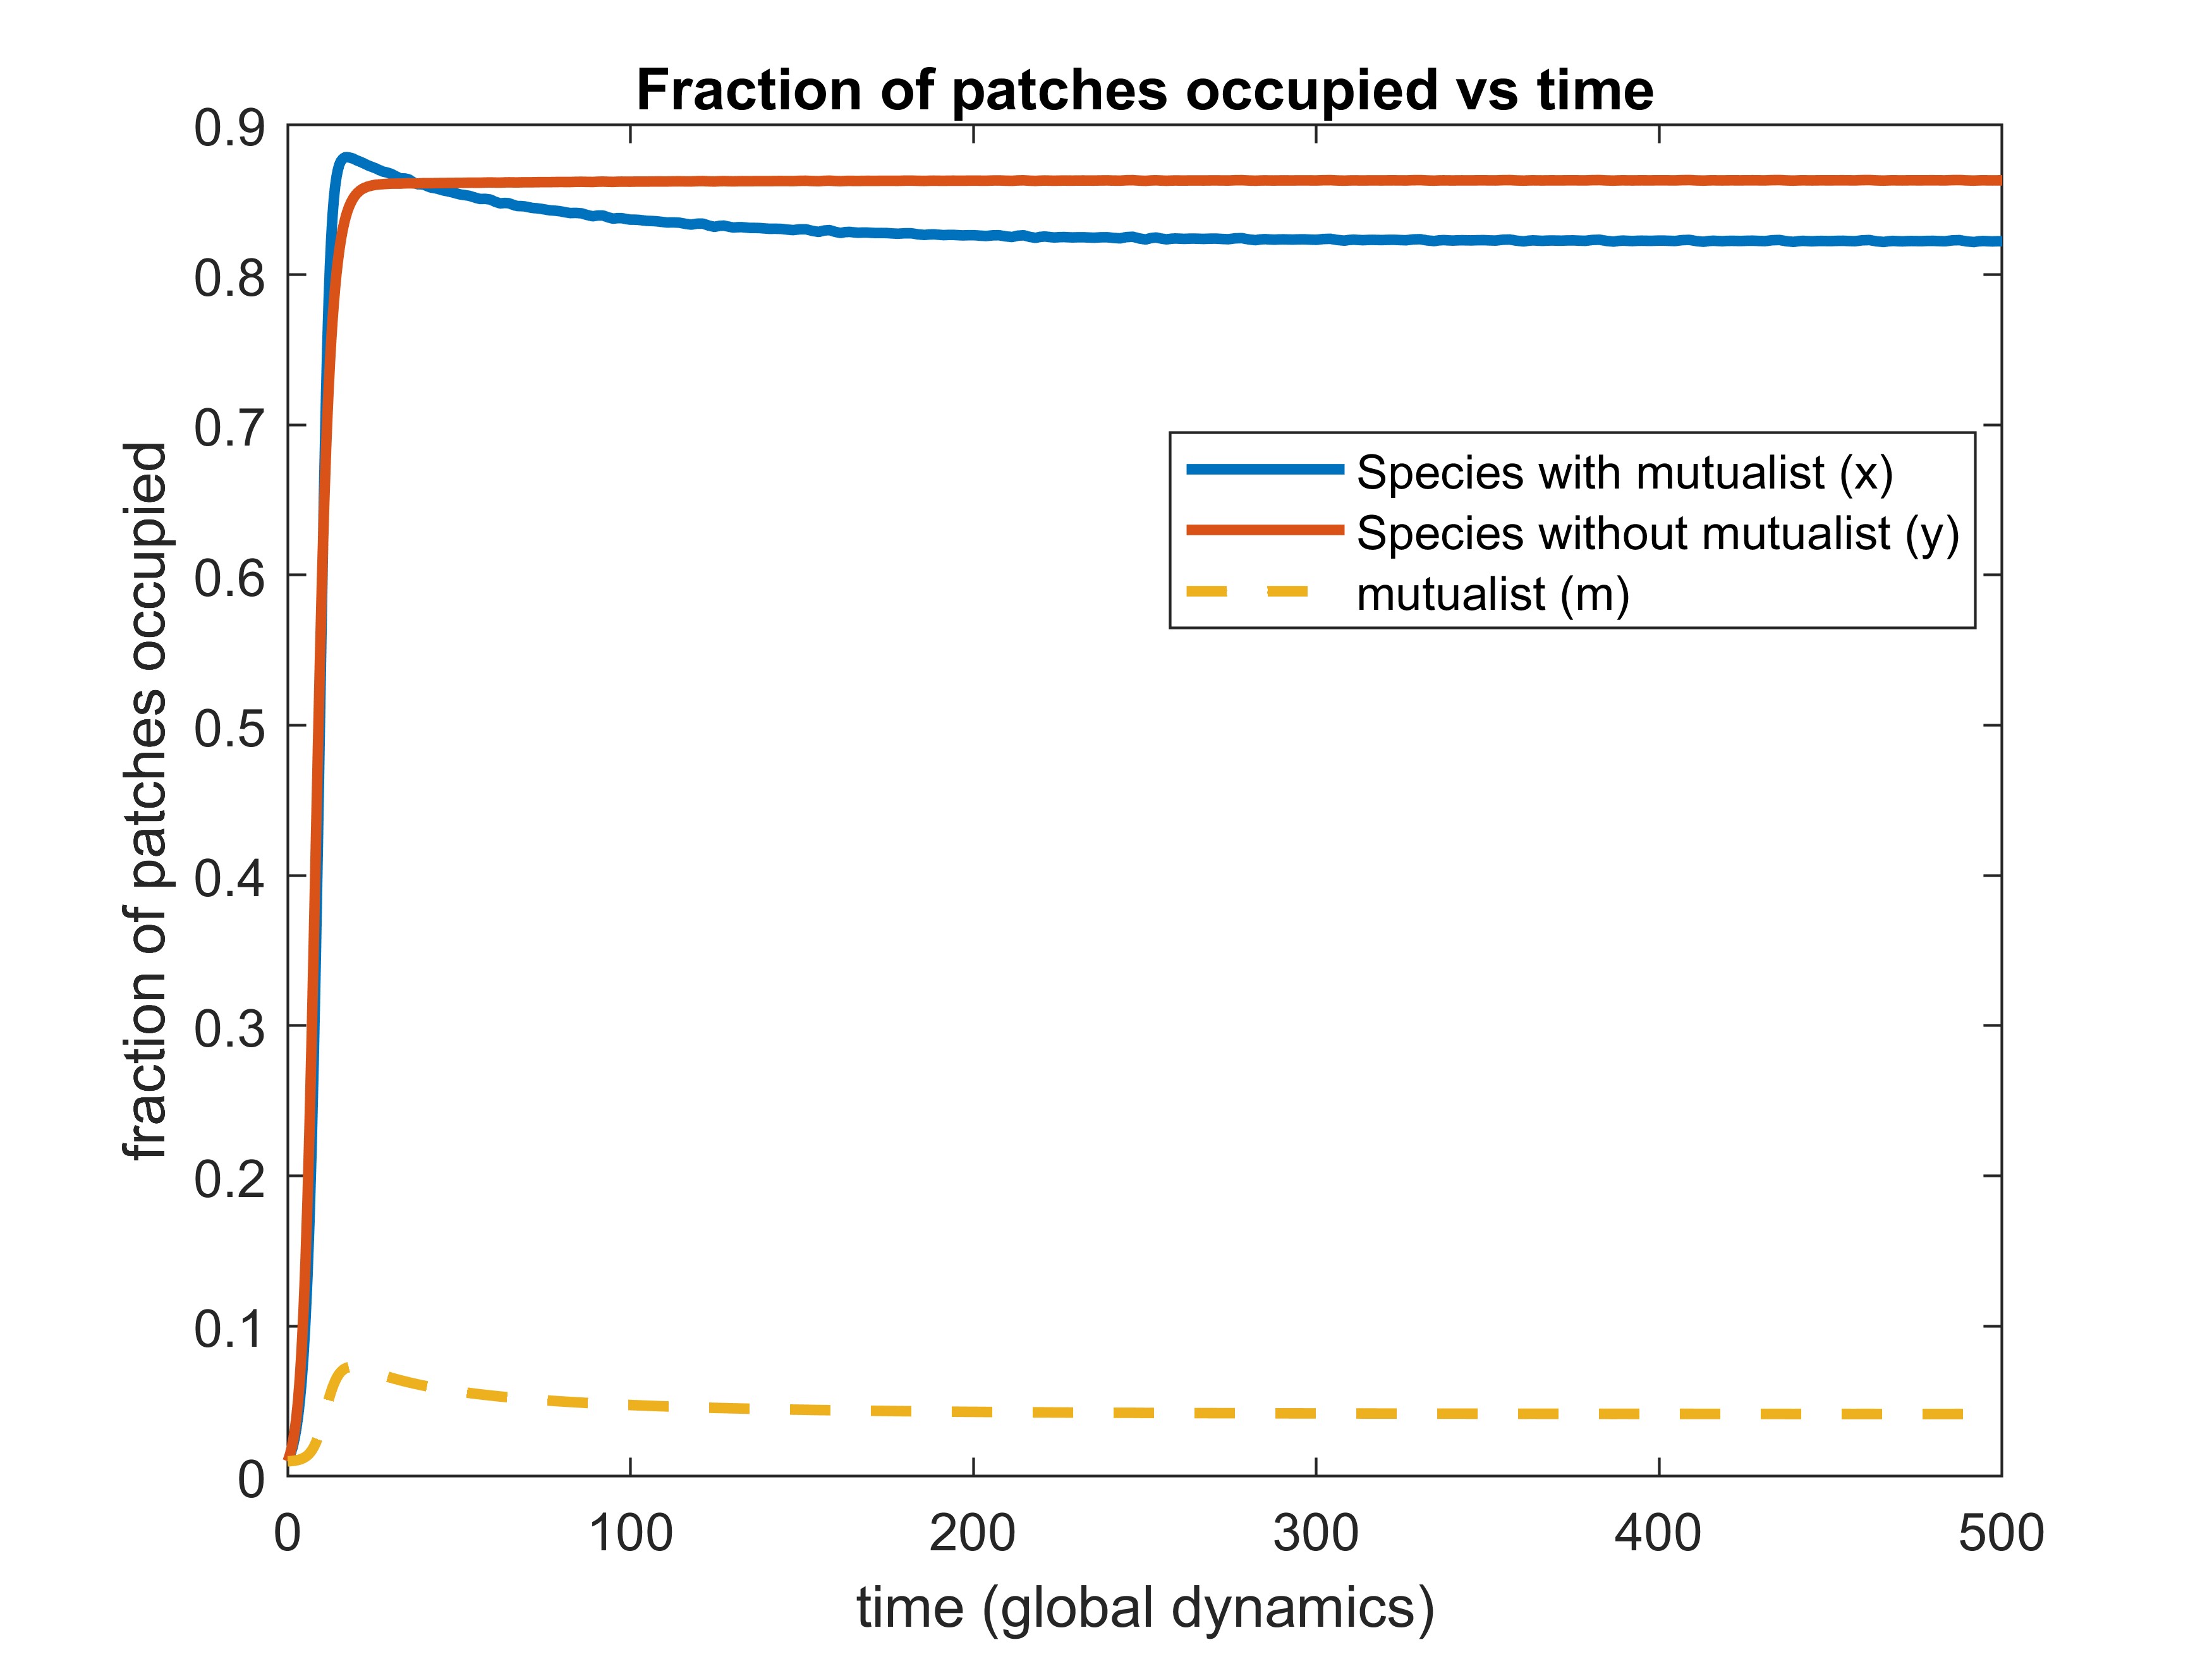 Fraction of patches occupied vs time
fraction of patches occupied
0.9
0.8
0.7
0.6
0.5
0.4
0.3
0.2
0.1
0
Species with mutualist (x)
Species without mutualist (y)
mutualist (m)
0 100 200 300 400 500
time (global dynamics)